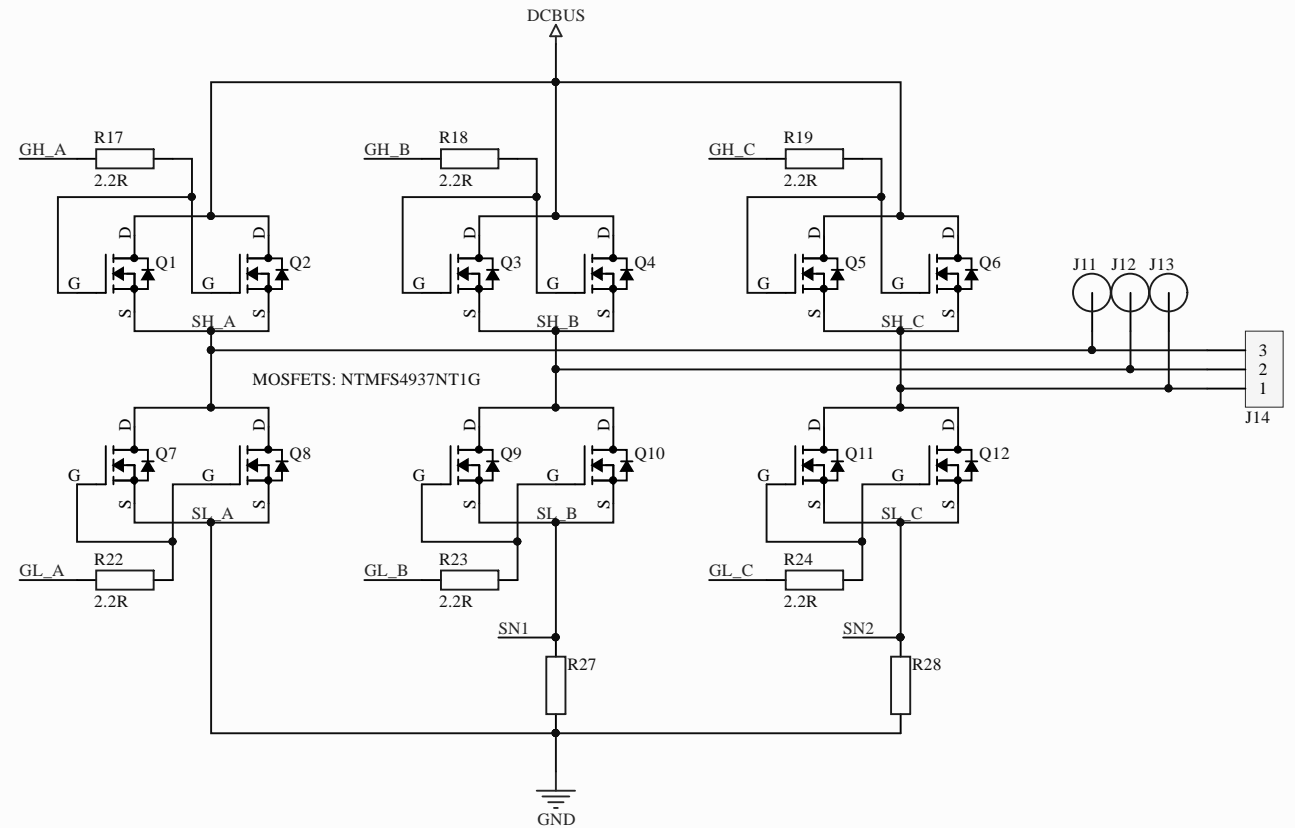 DCBUS
R17
R18
R19
GH_A
GH_B
GH_C
2.2R
2.2R
2.2R
D
D
D
D
D
D
Q1
Q2
Q3
Q4
Q5
Q6
J11
J12
J13
G
G
G
G
G
G
S
S
S
S
S
S
SH_A
SH_B
SH_C
3
2
1
J14
MOSFETS: NTMFS4937NT1G
D
D
D
D
D
D
Q7
Q8
Q9
Q10
Q11
Q12
G
G
G
G
G
G
S
S
S
S
S
S
SL_A
SL_B
SL_C
R22
R23
R24
GL_A
GL_B
GL_C
2.2R
2.2R
2.2R
SN1
SN2
R27
R28
GND